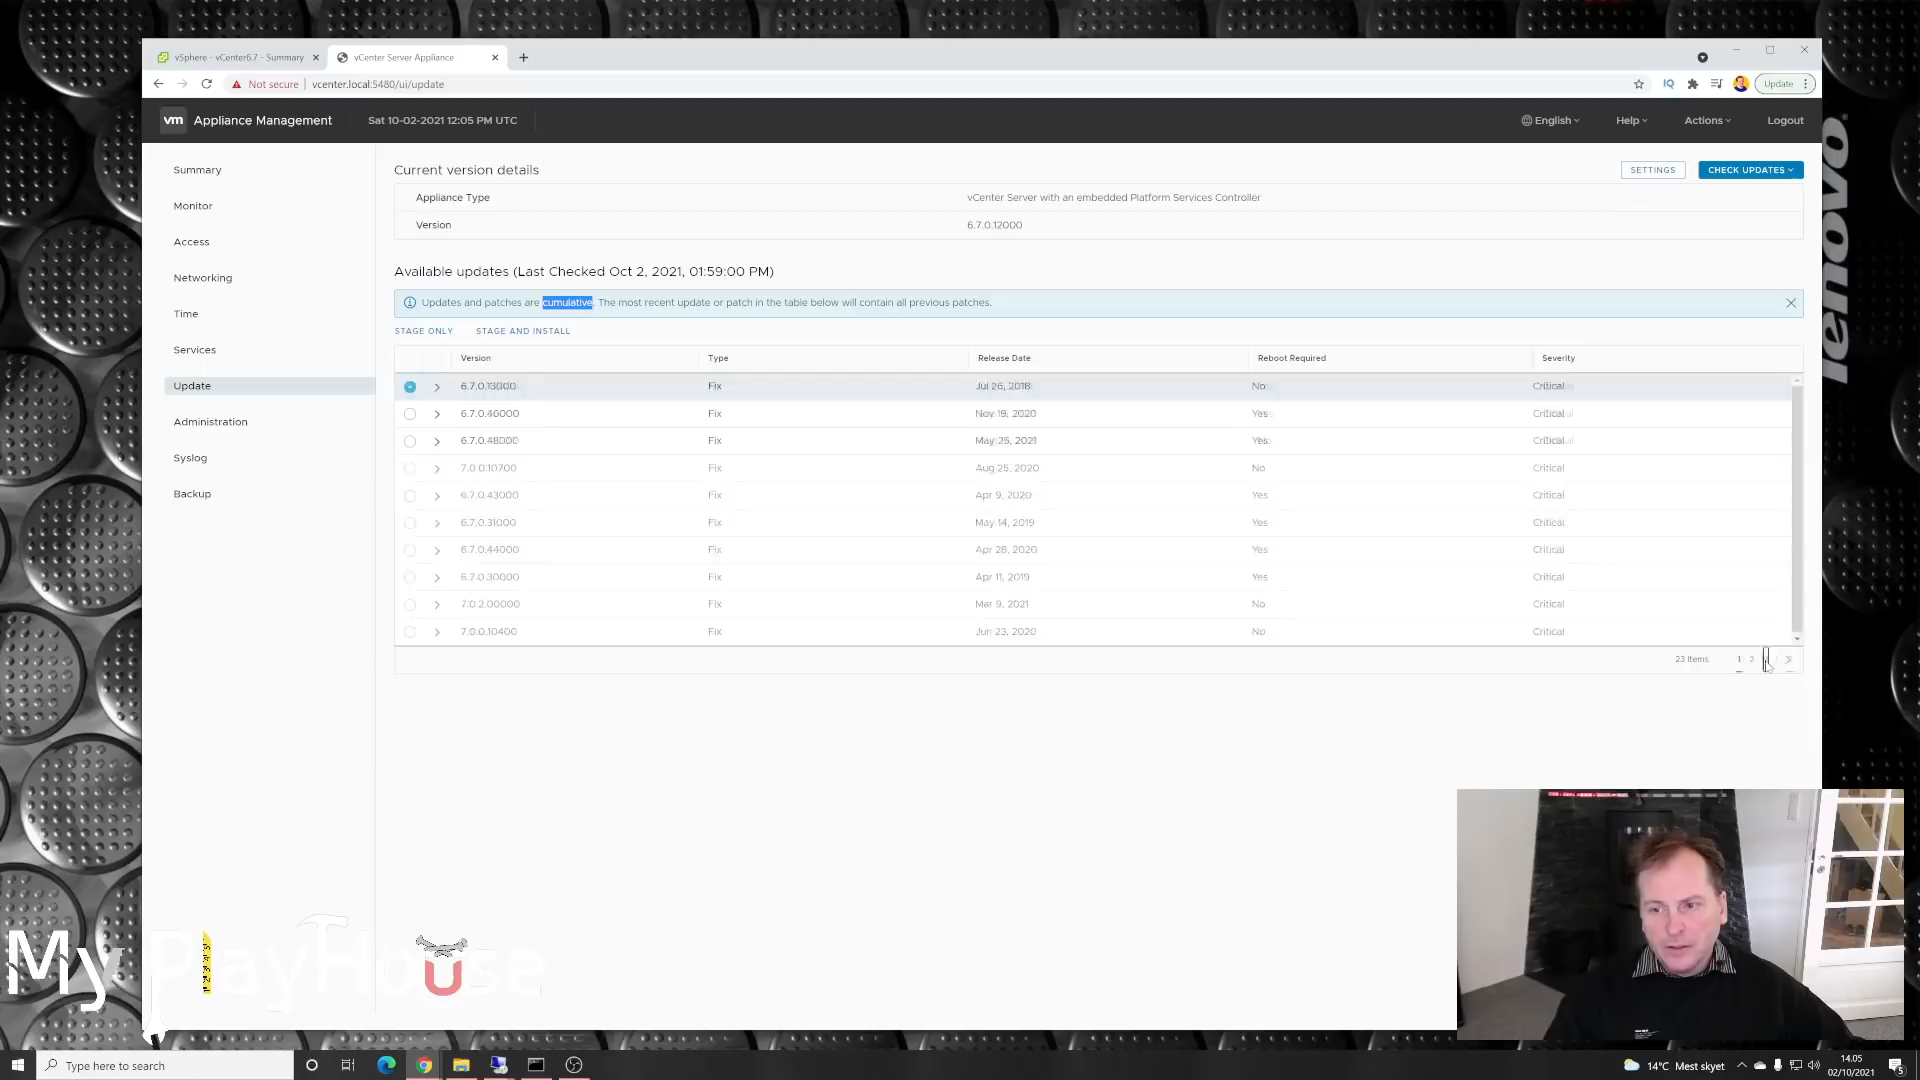 vSphere - vCenter6.7 - Summary
vCenter Server Appliance
Not secure
vcenter.local:5480/ui/update
Update
vm
Appliance Management
Sat 10-02-2021 12:05 PM UTC
English
Help
Actions
Logout
Summary
Monitor
Access
Networking
Time
Services
Update
Administration
Syslog
Backup
Current version details
SETTINGS
CHECK UPDATES
Appliance Type
vCenter Server with an embedded Platform Services Controller
Version
6.7.0.12000
Available updates (Last Checked Oct 2, 2021, 01:59:00 PM)
Updates and patches are cumulative. The most recent update or patch in the table below will contain all previous patches.
STAGE ONLY
STAGE AND INSTALL
Version Type Release Date Reboot Required Severity
6.7.0.13000 Fix Jul 26, 2018 No Critical
6.7.0.46000 Fix Nov 19, 2020 Yes Critical
6.7.0.48000 Fix May 25, 2021 Yes Critical
7.0.0.10700 Fix Aug 25, 2020 No Critical
6.7.0.43000 Fix Apr 9, 2020 Yes Critical
6.7.0.31000 Fix May 14, 2019 Yes Critical
6.7.0.44000 Fix Apr 28, 2020 Yes Critical
6.7.0.30000 Fix Apr 11, 2019 Yes Critical
7.0.2.00000 Fix Mar 9, 2021 No Critical
7.0.0.10400 Fix Jun 23, 2020 No Critical
23 items
1 2
lenovo
My PlayHouse
Type here to search
14°C Mest skyet
14.05
02/10/2021
5